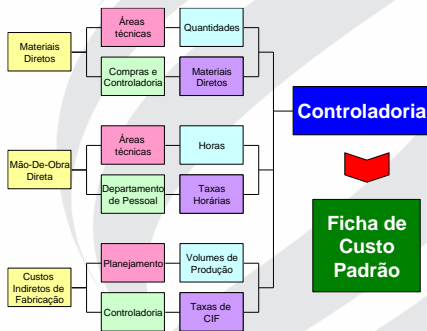 Materiais
Diretos
Áreas
técnicas
Quantidades
Compras e
Controladoria
Materiais
Diretos
Mão-De-Obra
Direta
Áreas
técnicas
Horas
Departamento
de Pessoal
Taxas
Horárias
Custos
Indiretos de
Fabricação
Planejamento
Volumes de
Produção
Controladoria
Taxas de
CIF
Controladoria
Ficha de
Custo
Padrão